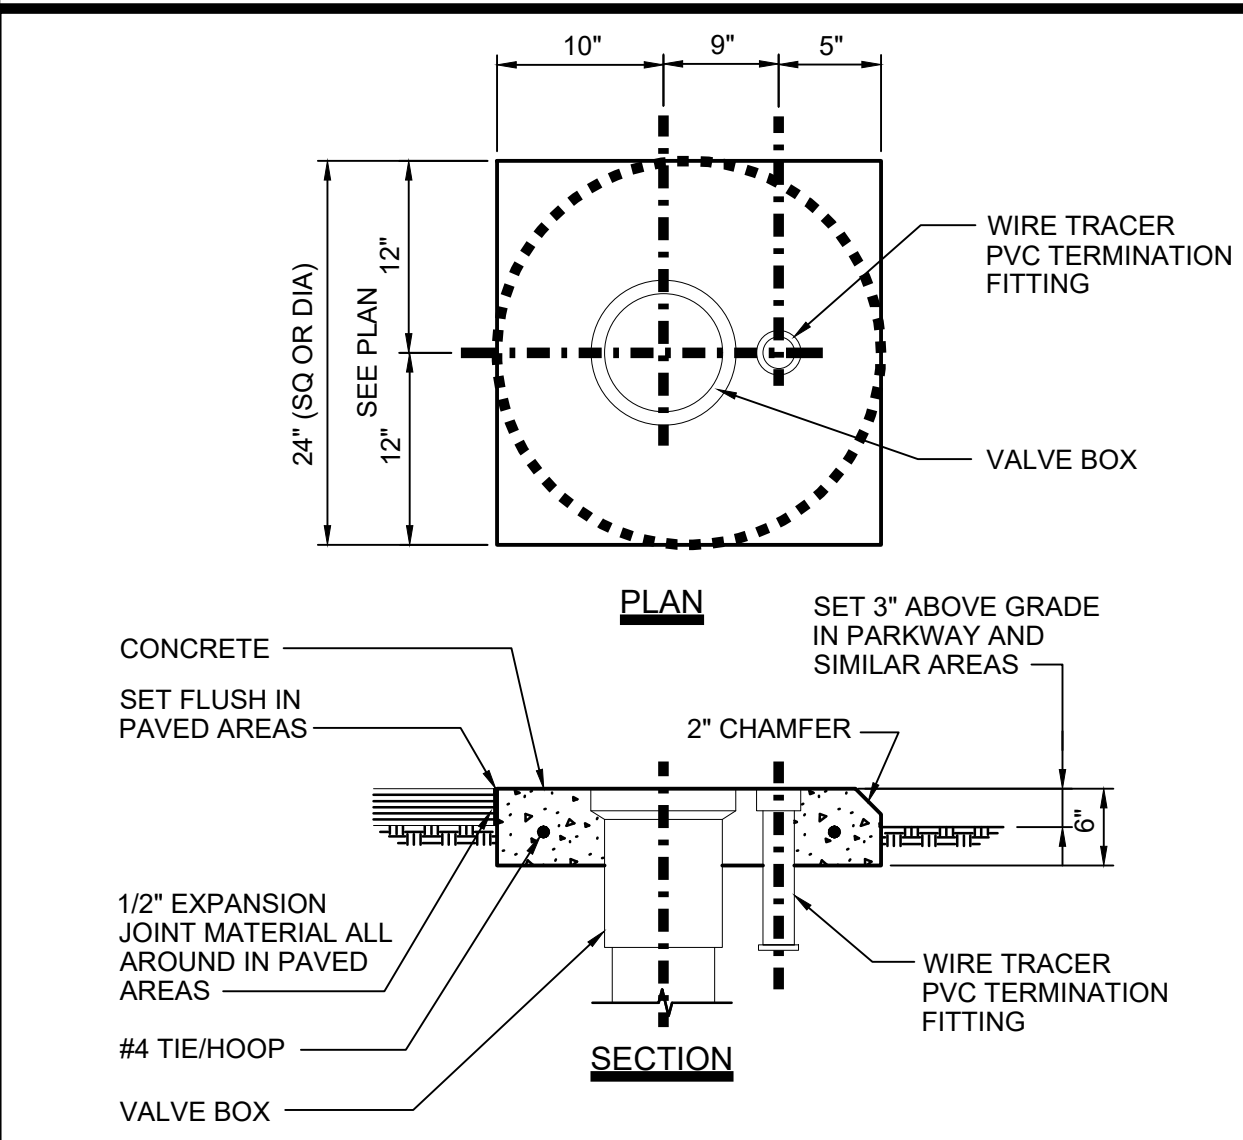 10"
9"
5"
24" (SQ OR DIA)
SEE PLAN
12"
12"
WIRE TRACER
PVC TERMINATION
FITTING
VALVE BOX
PLAN
SET 3" ABOVE GRADE
IN PARKWAY AND
SIMILAR AREAS
CONCRETE
SET FLUSH IN
PAVED AREAS
2" CHAMFER
6"
1/2" EXPANSION
JOINT MATERIAL ALL
AROUND IN PAVED
AREAS
WIRE TRACER
PVC TERMINATION
FITTING
#4 TIE/HOOP
SECTION
VALVE BOX